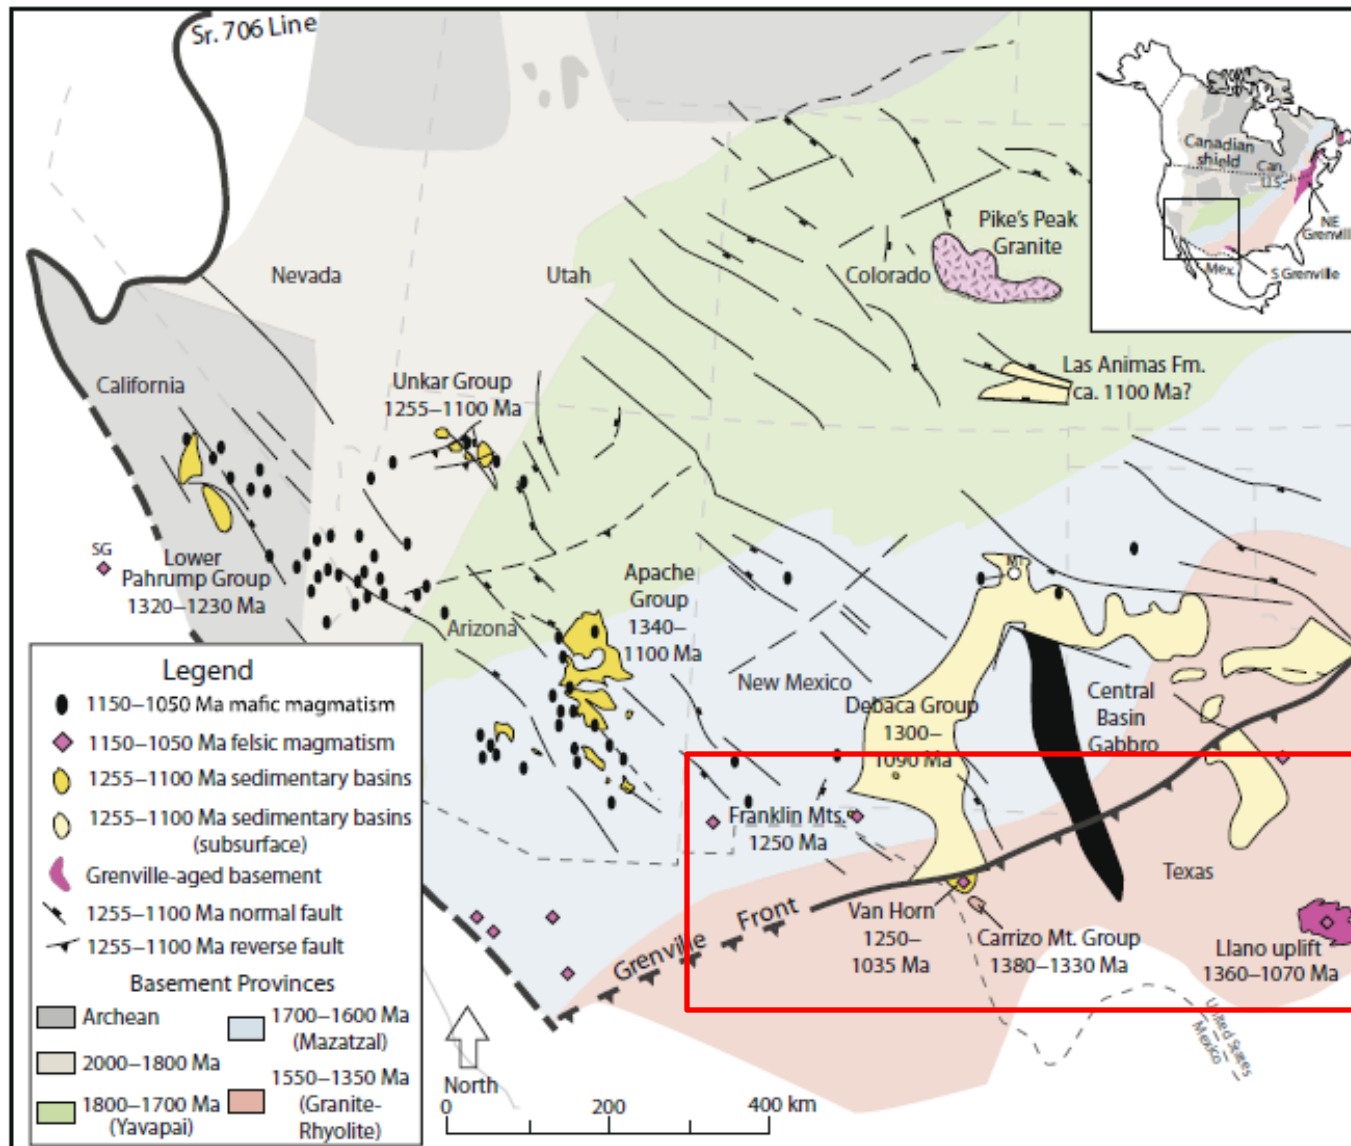 Sr. 706 Line
Canadian
shield
Can.
U.S.
NE
Grenville
Mex.
S Grenville
Nevada
Utah
Colorado
Pike's Peak
Granite
California
Unkar Group
1255–1100 Ma
Las Animas Fm.
ca. 1100 Ma?
SG
Lower
Pahrump Group
1320–1230 Ma
Arizona
Apache
Group
1340–
1100 Ma
MT
New Mexico
Debaca Group
1300–
1090 Ma
Central
Basin
Gabbro
Franklin Mts.
1250 Ma
Texas
Grenville Front
Van Horn
1250–
1035 Ma
Carrizo Mt. Group
1380–1330 Ma
Llano uplift
1360–1070 Ma
United States
Mexico
Legend
1150–1050 Ma mafic magmatism
1150–1050 Ma felsic magmatism
1255–1100 Ma sedimentary basins
1255–1100 Ma sedimentary basins
(subsurface)
Grenville-aged basement
1255–1100 Ma normal fault
1255–1100 Ma reverse fault
Basement Provinces
Archean
2000–1800 Ma
1800–1700 Ma
(Yavapai)
1700–1600 Ma
(Mazatzal)
1550–1350 Ma
(Granite-
Rhyolite)
North
0 200 400 km